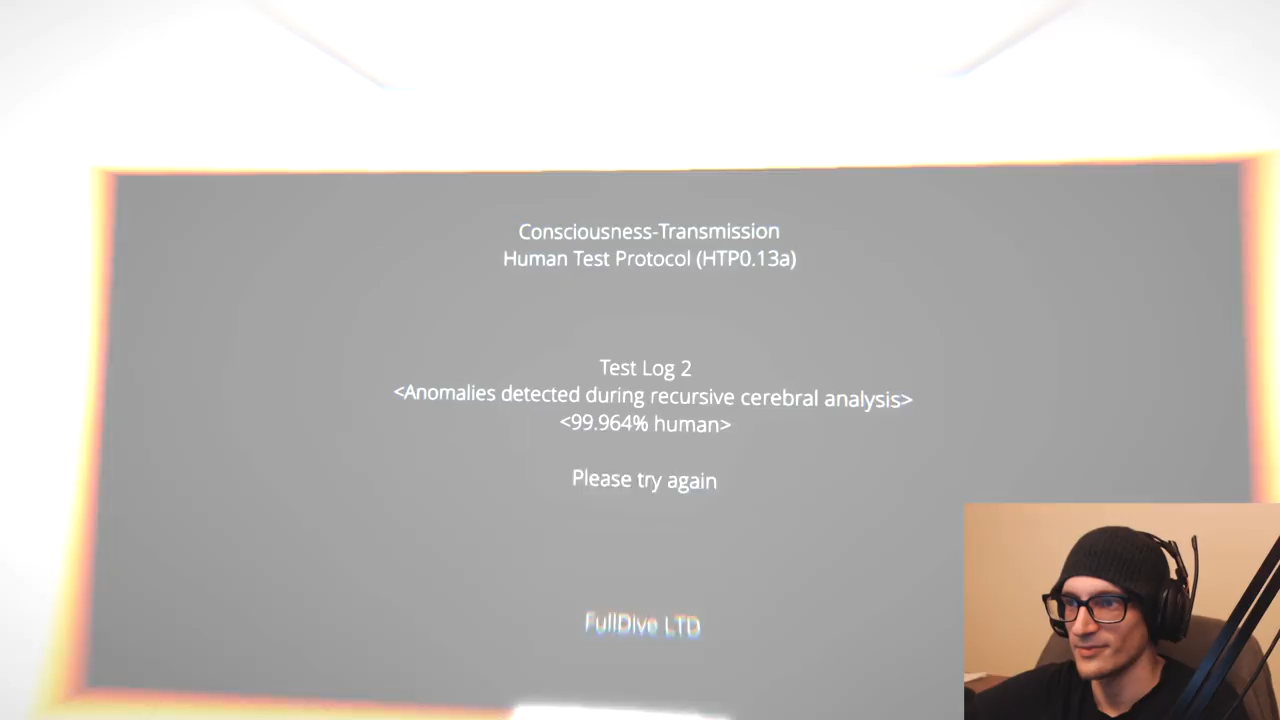 Consciousness-Transmission
Human Test Protocol (HTP0.13a)
Test Log 2
<Anomalies detected during recursive cerebral analysis>
<99.964% human>
Please try again
FullDive LTD